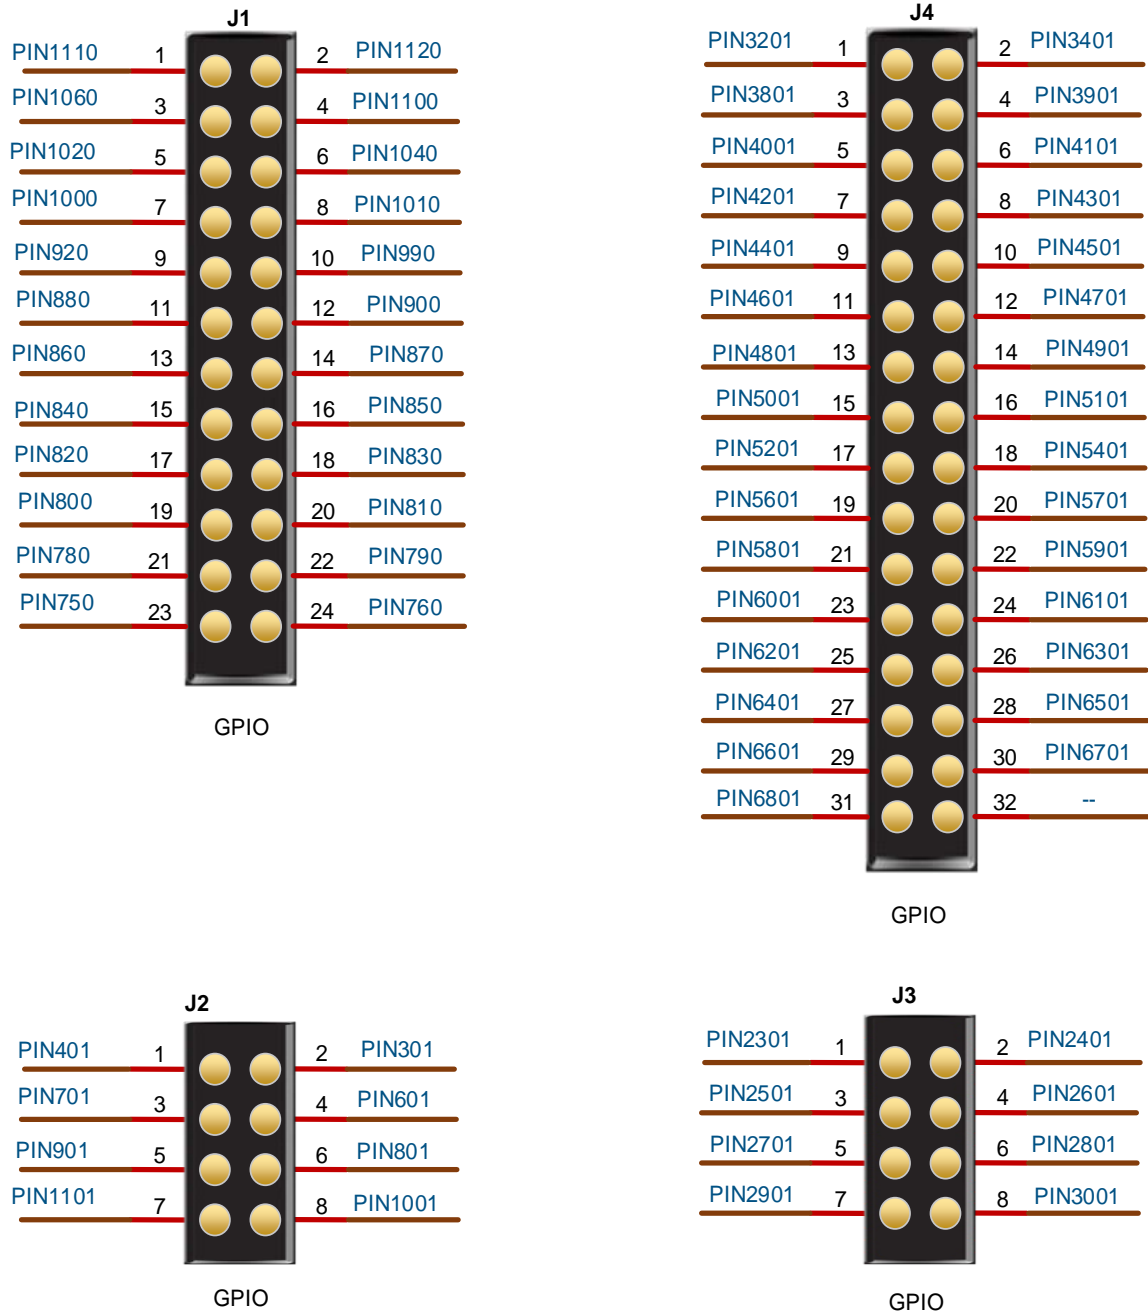 J1
PIN1110 1 2 PIN1120
PIN1060 3 4 PIN1100
PIN1020 5 6 PIN1040
PIN1000 7 8 PIN1010
PIN920 9 10 PIN990
PIN880 11 12 PIN900
PIN860 13 14 PIN870
PIN840 15 16 PIN850
PIN820 17 18 PIN830
PIN800 19 20 PIN810
PIN780 21 22 PIN790
PIN750 23 24 PIN760
GPIO
J4
PIN3201 1 2 PIN3401
PIN3801 3 4 PIN3901
PIN4001 5 6 PIN4101
PIN4201 7 8 PIN4301
PIN4401 9 10 PIN4501
PIN4601 11 12 PIN4701
PIN4801 13 14 PIN4901
PIN5001 15 16 PIN5101
PIN5201 17 18 PIN5401
PIN5601 19 20 PIN5701
PIN5801 21 22 PIN5901
PIN6001 23 24 PIN6101
PIN6201 25 26 PIN6301
PIN6401 27 28 PIN6501
PIN6601 29 30 PIN6701
PIN6801 31 32 --
GPIO
J2
PIN401 1 2 PIN301
PIN701 3 4 PIN601
PIN901 5 6 PIN801
PIN1101 7 8 PIN1001
GPIO
J3
PIN2301 1 2 PIN2401
PIN2501 3 4 PIN2601
PIN2701 5 6 PIN2801
PIN2901 7 8 PIN3001
GPIO